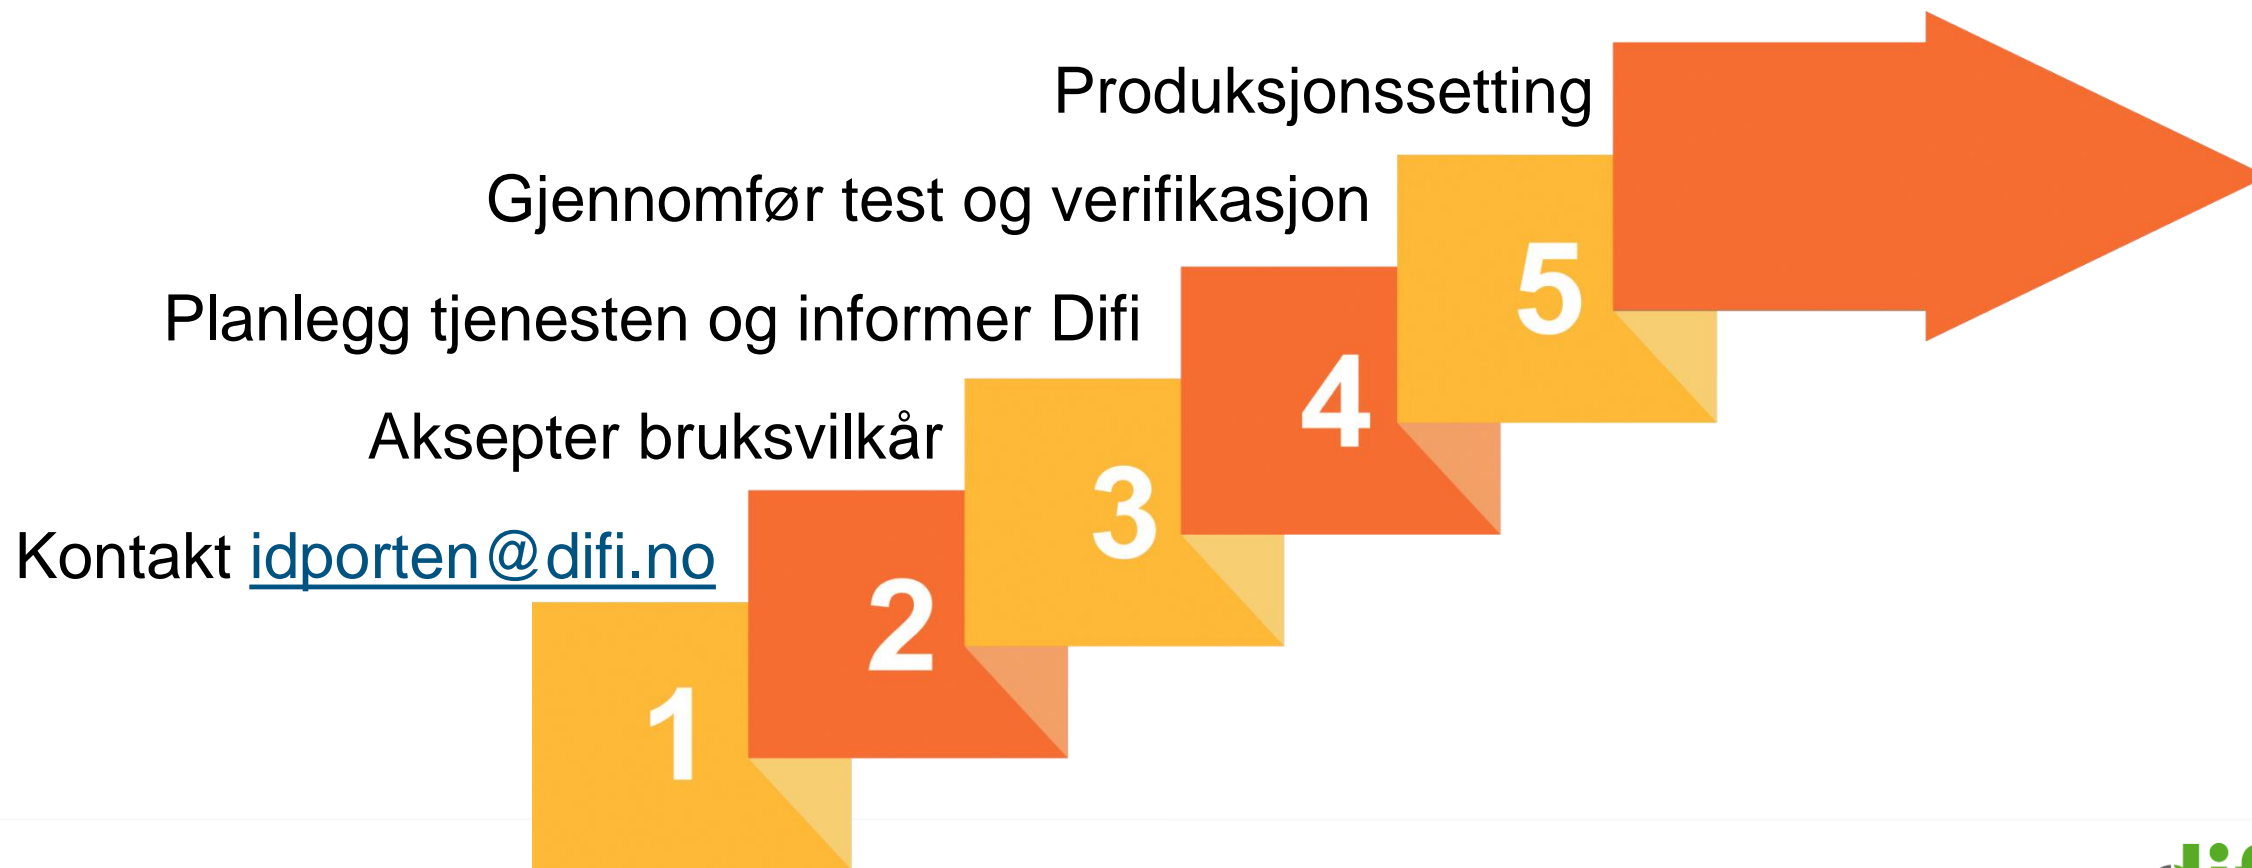 Produksjonssetting
Gjennomfør test og verifikasjon
5
Planlegg tjenesten og informer Difi
4
Aksepter bruksvilkår
3
Kontakt idporten@difi.no
2
1